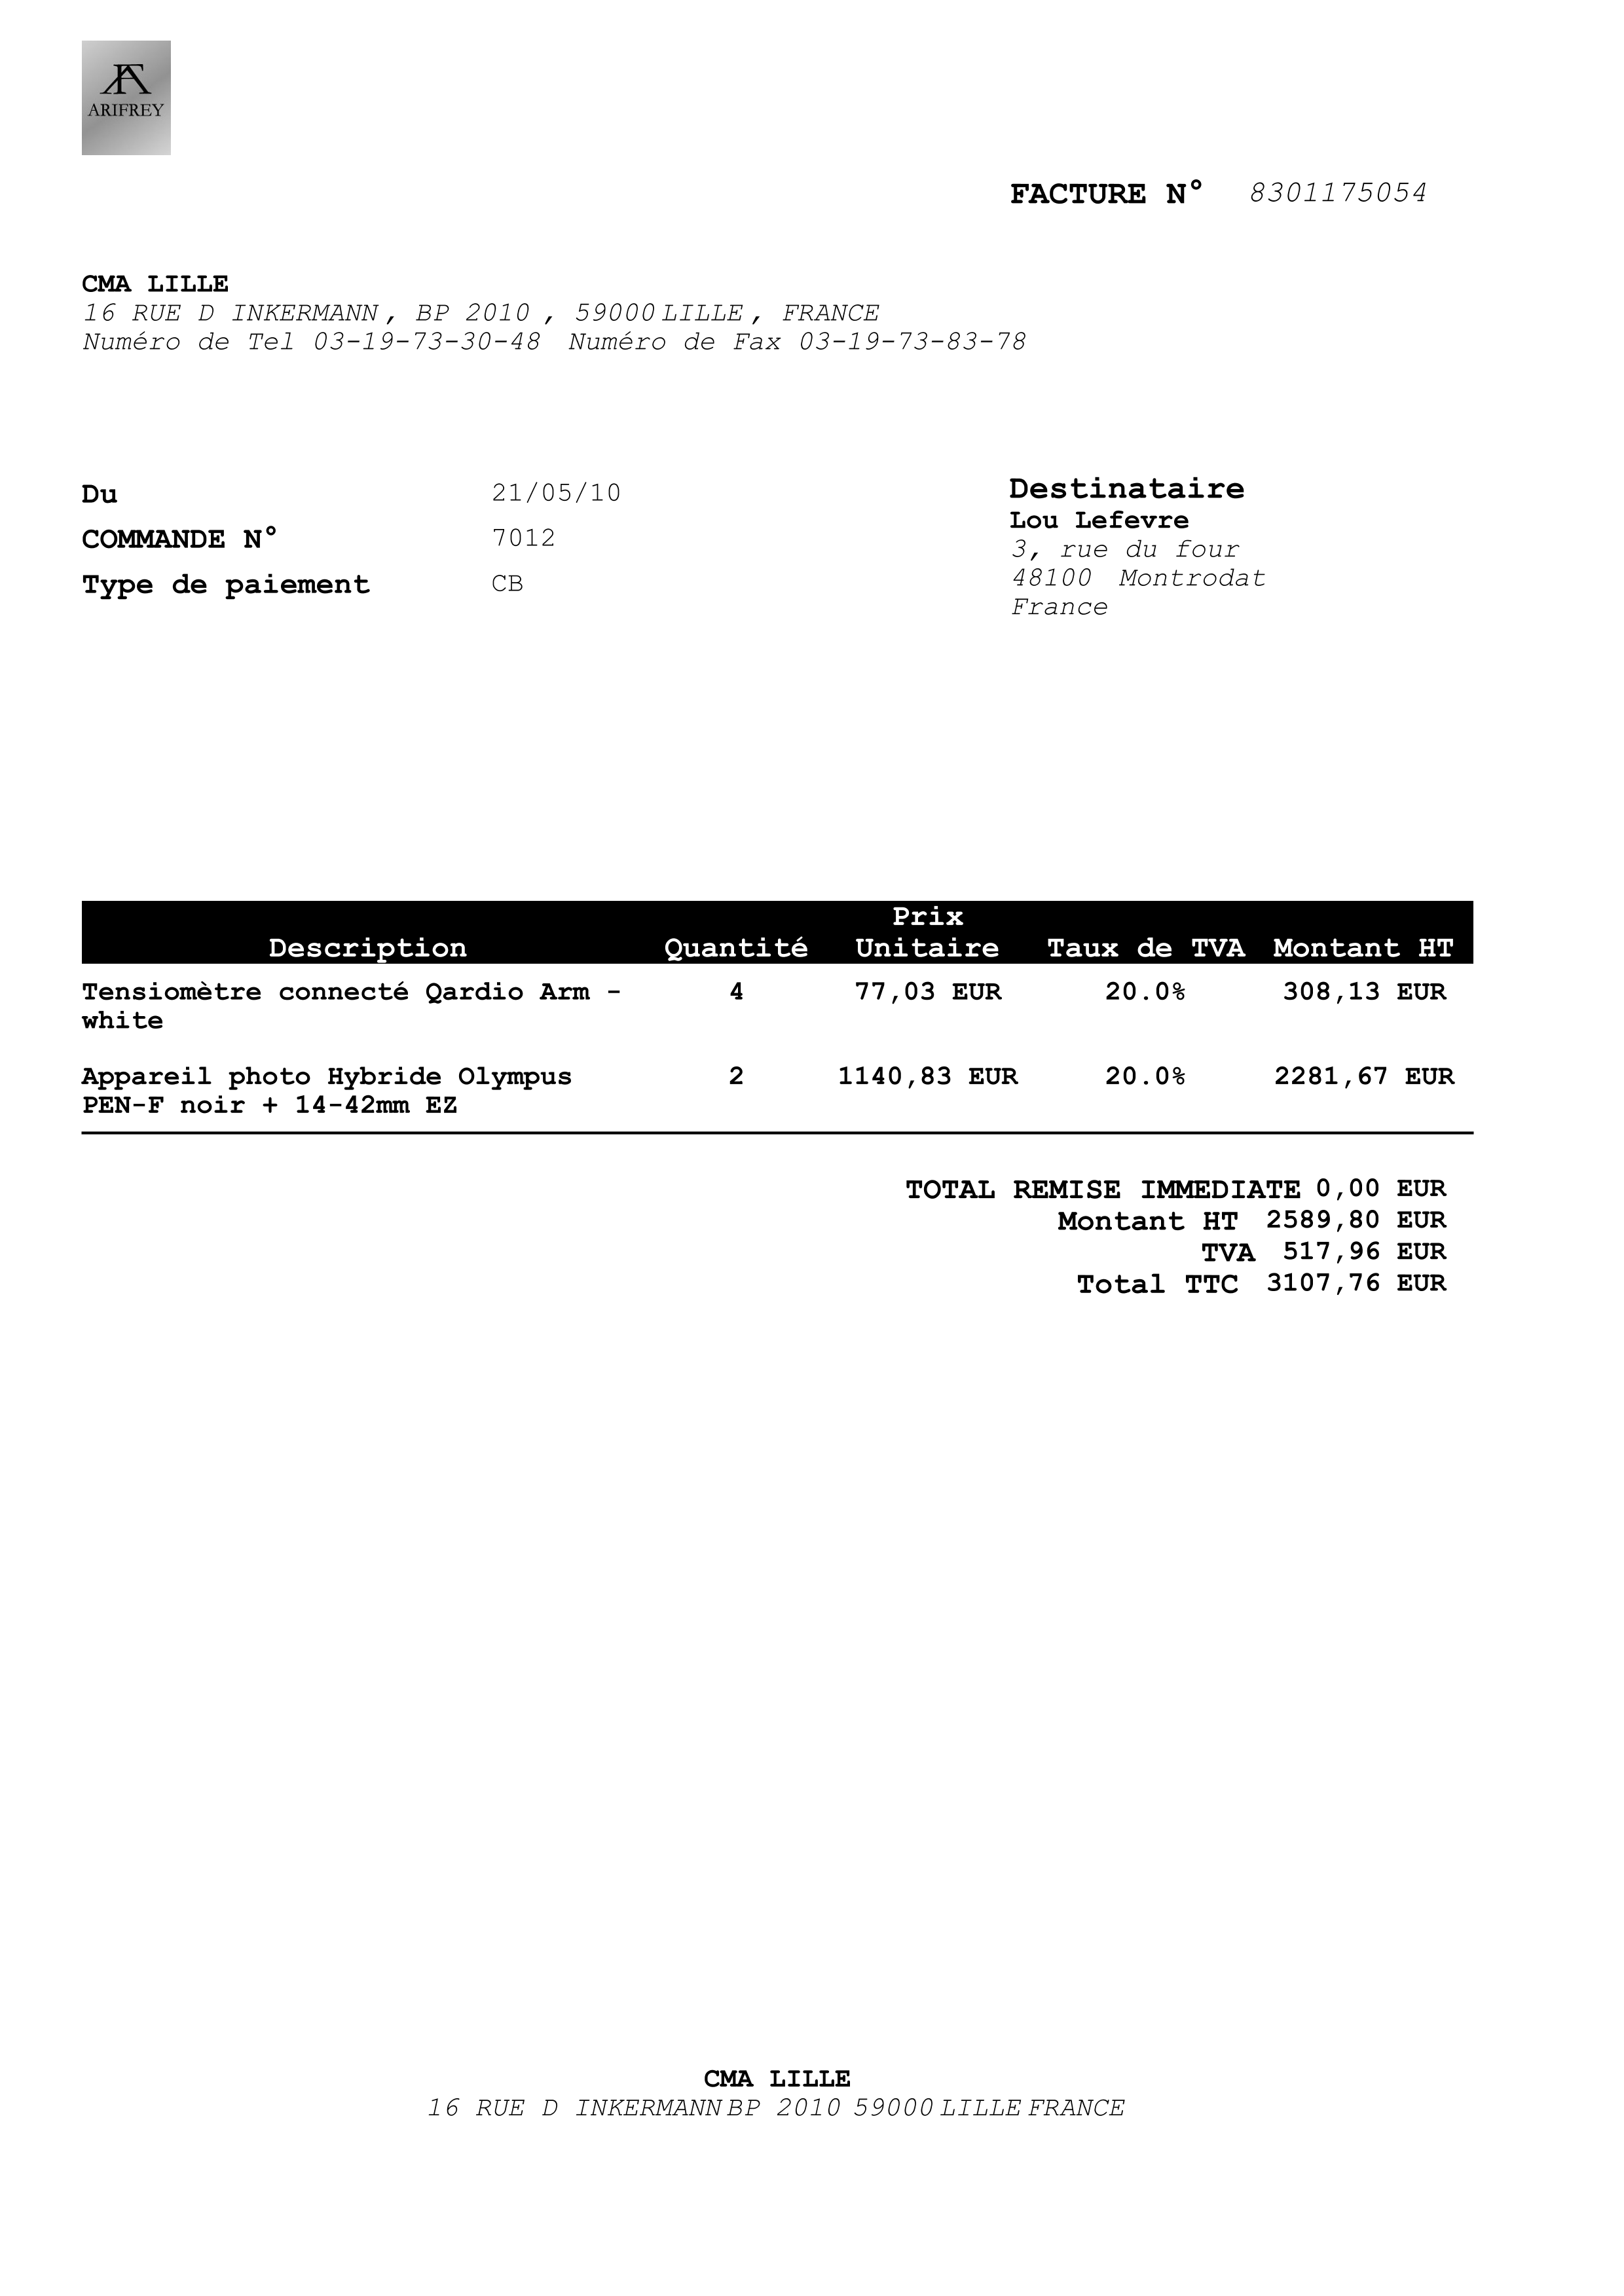 ARIFREY
FACTURE N° 8301175054
CMA LILLE
16 RUE D INKERMANN, BP 2010 , 59000 LILLE, FRANCE
Numéro de Tel 03-19-73-30-48 Numéro de Fax 03-19-73-83-78
Du 21/05/10
COMMANDE N° 7012
Type de paiement CB
Destinataire
Lou Lefevre
3, rue du four
48100 Montrodat
France
Prix
Description Quantité Unitaire Taux de TVA Montant HT
Tensiomètre connecté Qardio Arm - 4 77,03 EUR 20.0% 308,13 EUR
white
Appareil photo Hybride Olympus 2 1140,83 EUR 20.0% 2281,67 EUR
PEN-F noir + 14-42mm EZ
TOTAL REMISE IMMEDIATE 0,00 EUR
Montant HT 2589,80 EUR
TVA 517,96 EUR
Total TTC 3107,76 EUR
CMA LILLE
16 RUE D INKERMANN BP 2010 59000 LILLE FRANCE